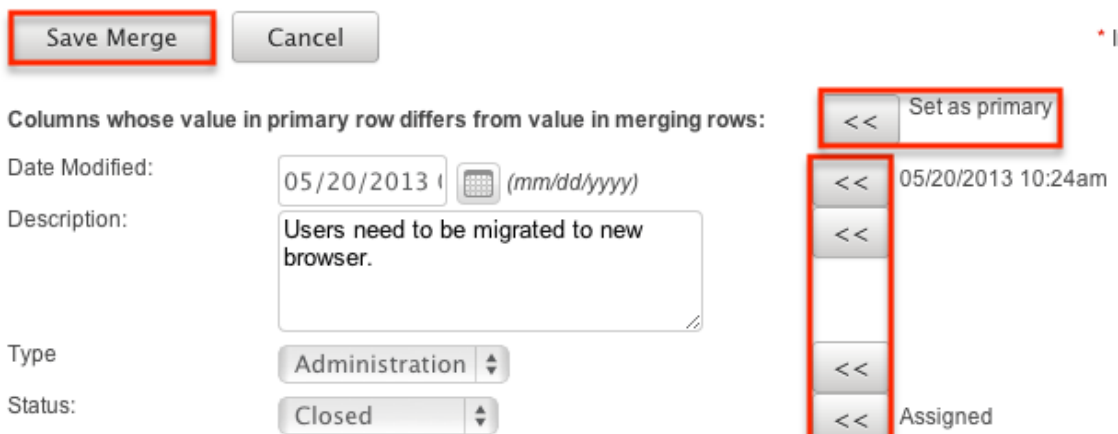 Save Merge Cancel * I
Columns whose value in primary row differs from value in merging rows: << Set as primary
Date Modified: 05/20/2013 (mm/dd/yyyy) << 05/20/2013 10:24am
Description: Users need to be migrated to new <<
browser.
Type Administration <<
Status: Closed << Assigned